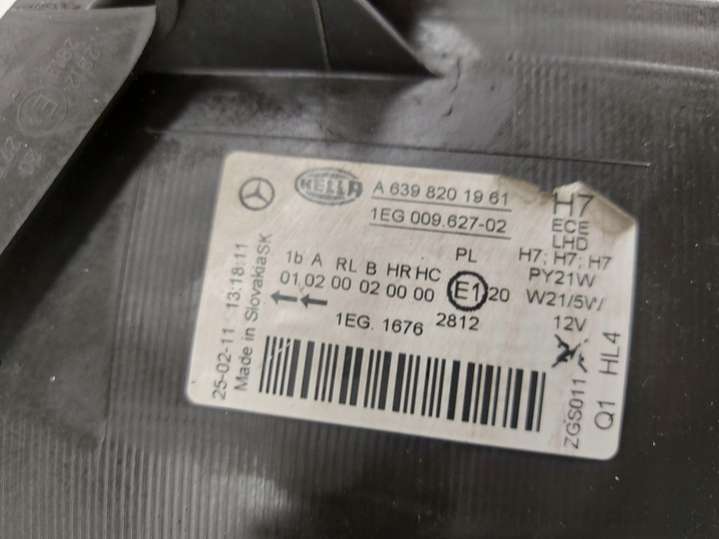 HELLA
A 639 820 19 61
1EG 009.627-02
H7
ECE
LHD
PL
H7; H7; H7
1b A RL B HR HC
PY21W
01 02 00 02 00 00
E1
20
W21/5W
1EG. 1676
2812
12V
25-02-11 13:18:11
Made in SlovakiaSK
ZGS011
Q1 HL4